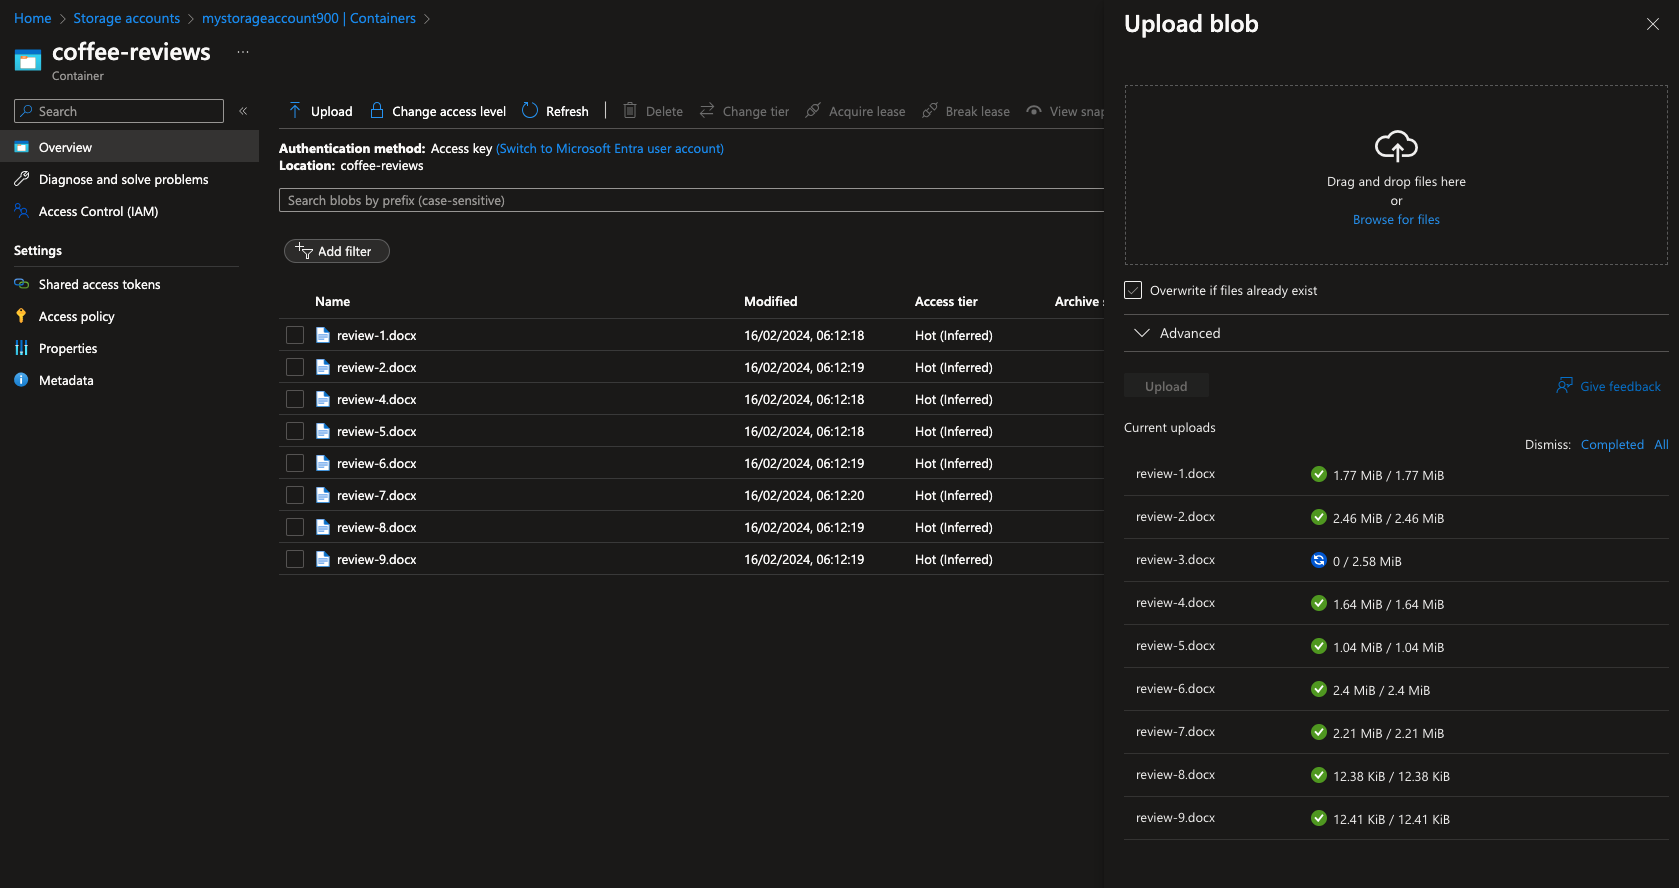 Home > Storage accounts > mystorageaccount900 | Containers >
coffee-reviews ...
Container
Search «
Overview
Diagnose and solve problems
Access Control (IAM)
Settings
Shared access tokens
Access policy
Properties
Metadata
Upload Change access level Refresh | Delete Change tier Acquire lease Break lease View snap
Authentication method: Access key (Switch to Microsoft Entra user account)
Location: coffee-reviews
Search blobs by prefix (case-sensitive)
Add filter
Name Modified Access tier Archive s
review-1.docx 16/02/2024, 06:12:18 Hot (Inferred)
review-2.docx 16/02/2024, 06:12:19 Hot (Inferred)
review-4.docx 16/02/2024, 06:12:18 Hot (Inferred)
review-5.docx 16/02/2024, 06:12:18 Hot (Inferred)
review-6.docx 16/02/2024, 06:12:19 Hot (Inferred)
review-7.docx 16/02/2024, 06:12:20 Hot (Inferred)
review-8.docx 16/02/2024, 06:12:19 Hot (Inferred)
review-9.docx 16/02/2024, 06:12:19 Hot (Inferred)
Upload blob
Drag and drop files here
or
Browse for files
Overwrite if files already exist
Advanced
Upload Give feedback
Current uploads
Dismiss: Completed All
review-1.docx 1.77 MiB / 1.77 MiB
review-2.docx 2.46 MiB / 2.46 MiB
review-3.docx 0 / 2.58 MiB
review-4.docx 1.64 MiB / 1.64 MiB
review-5.docx 1.04 MiB / 1.04 MiB
review-6.docx 2.4 MiB / 2.4 MiB
review-7.docx 2.21 MiB / 2.21 MiB
review-8.docx 12.38 KiB / 12.38 KiB
review-9.docx 12.41 KiB / 12.41 KiB